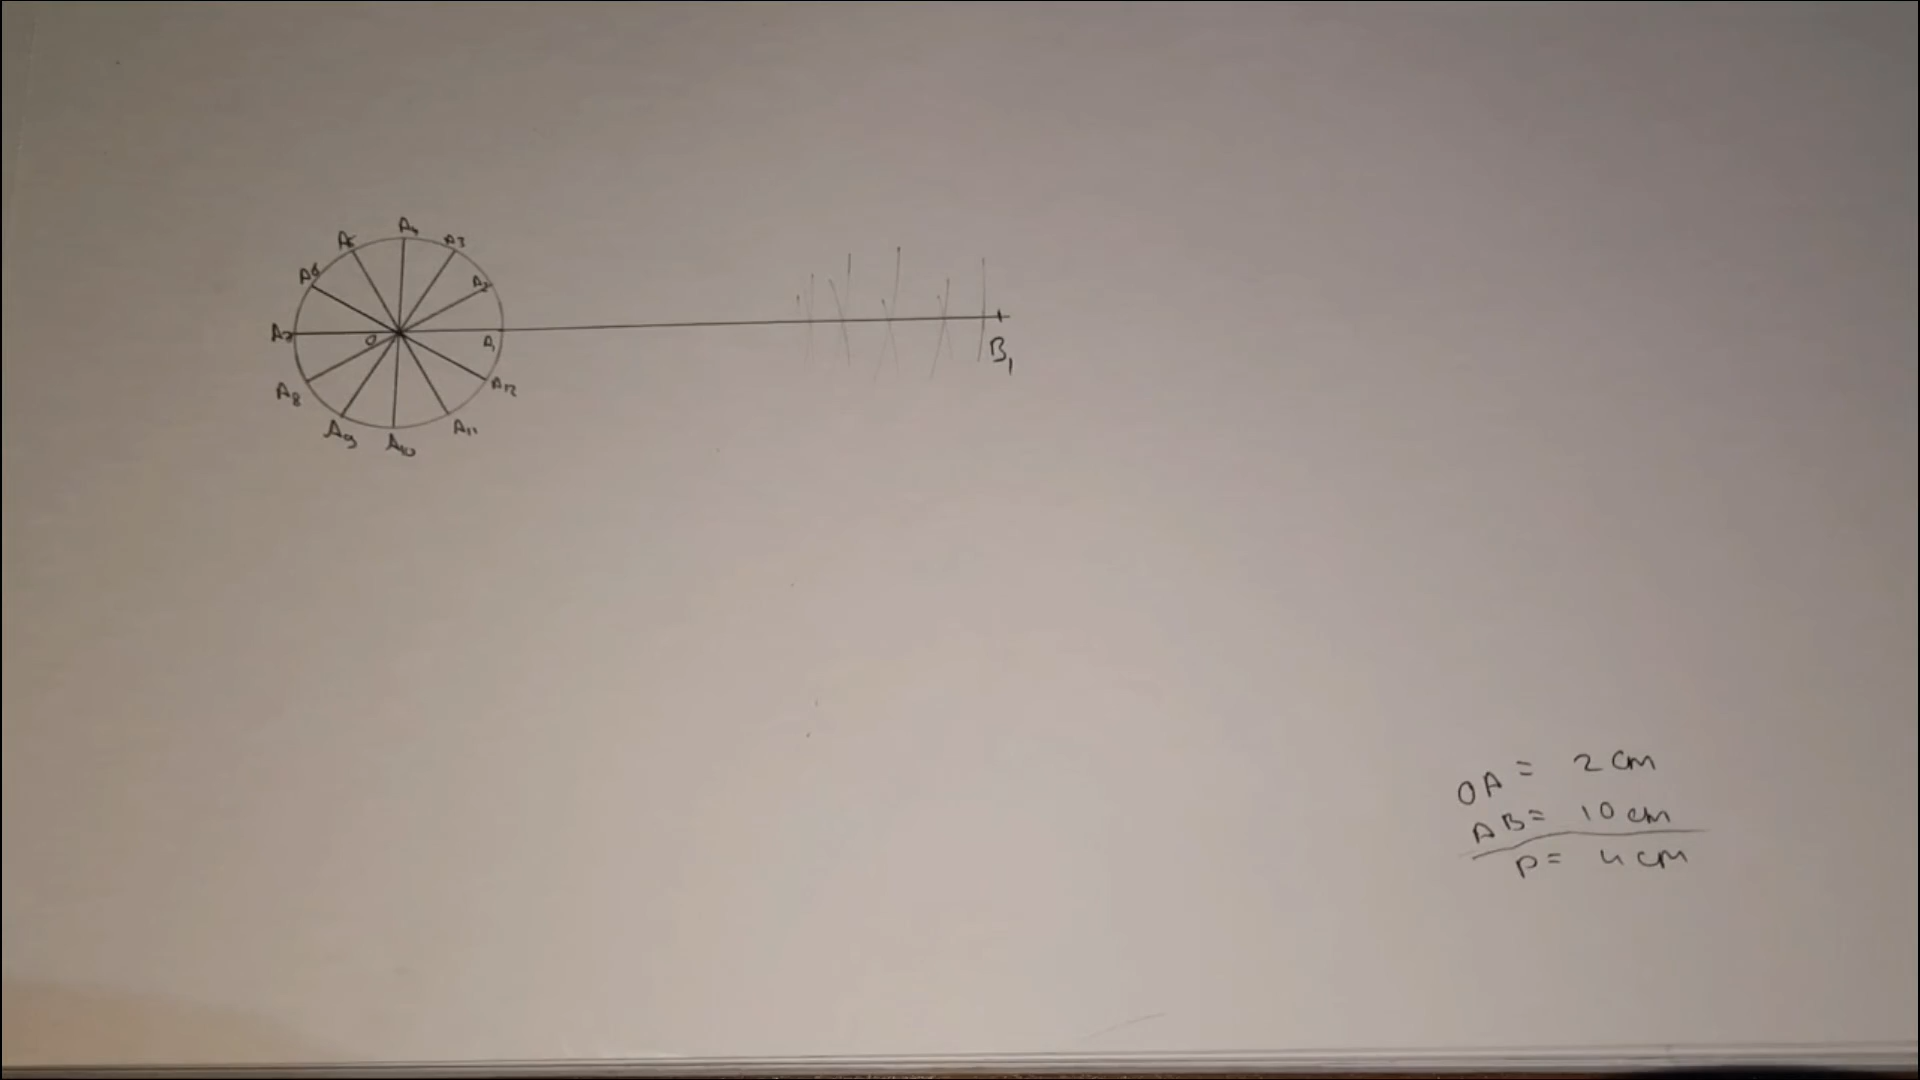 A4
A5
A3
A6
A2
A7
O
A1
B1
A8
A12
A9
A10
A11
OA = 2 cm
AB = 10 cm
P = 4 cm